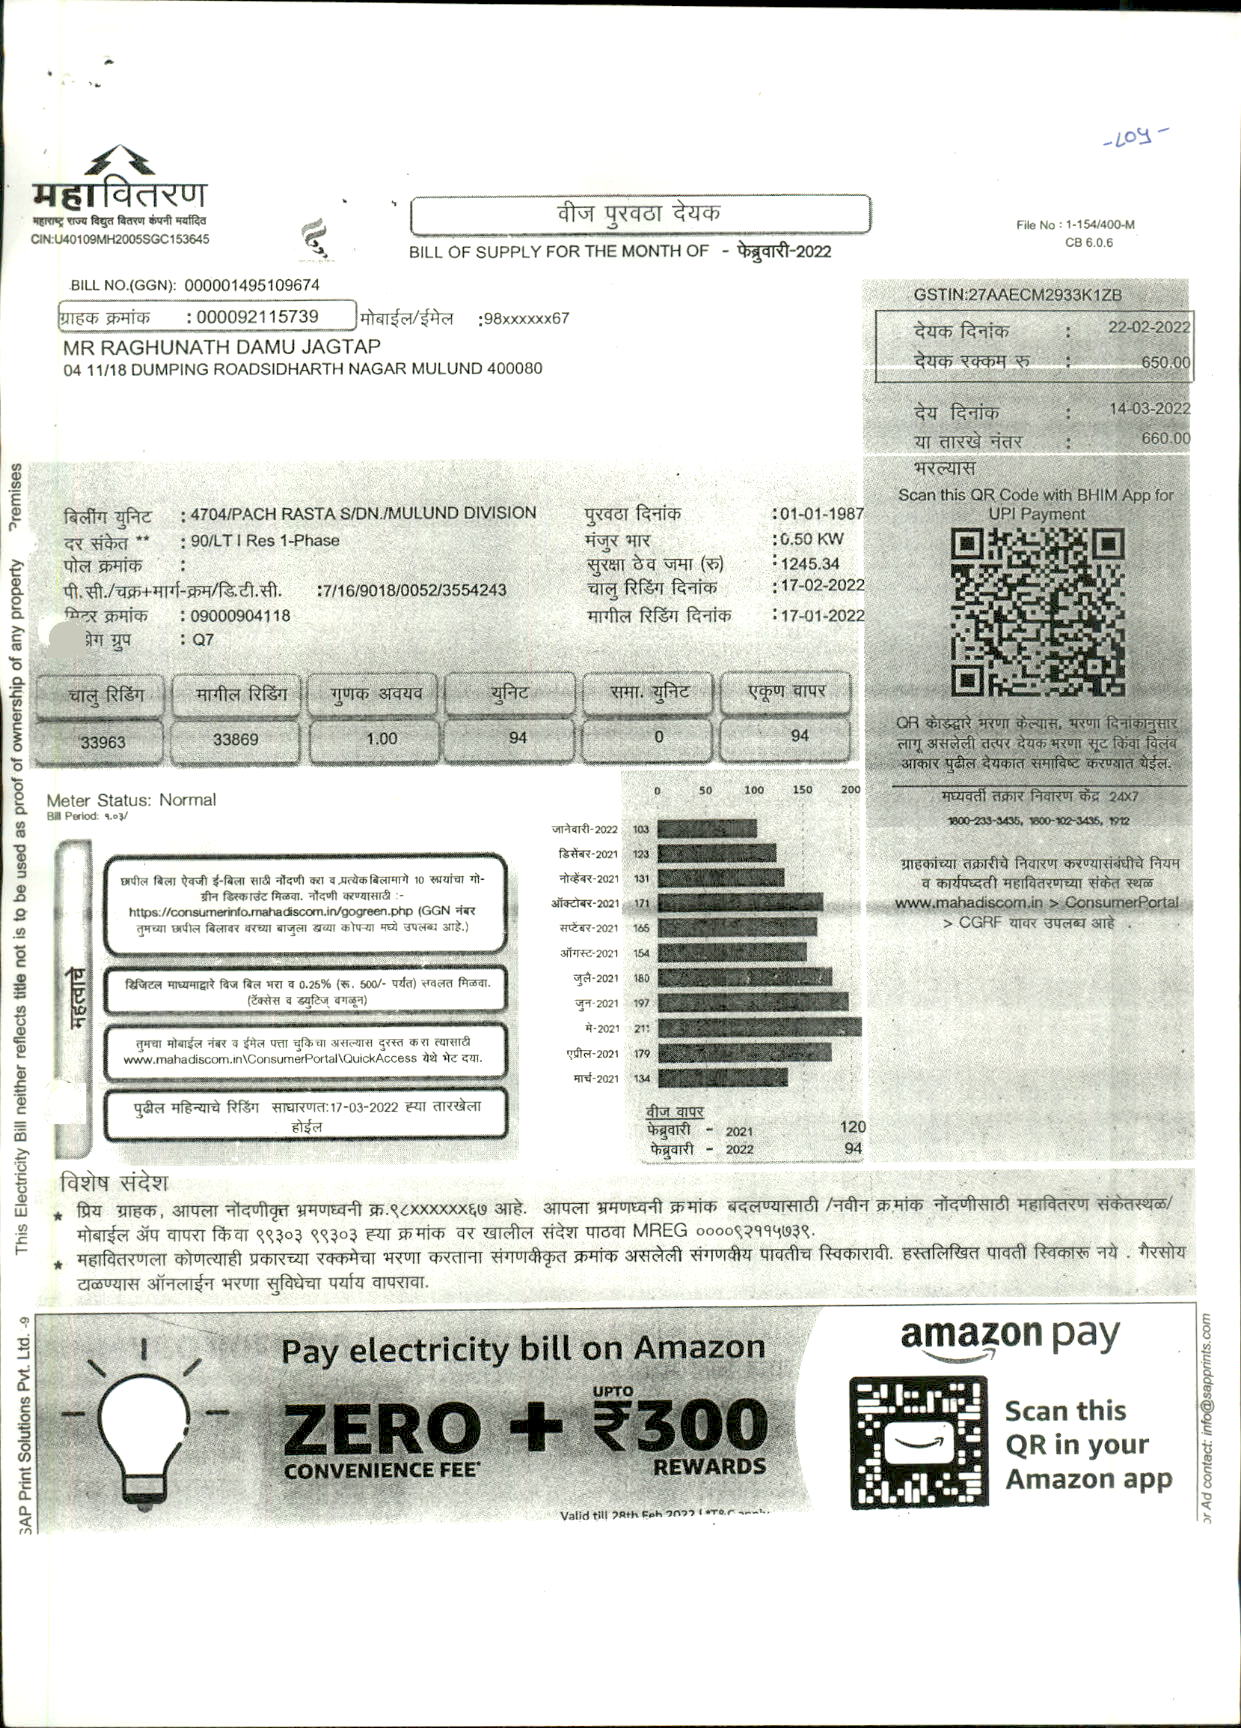 महावितरण
महाराष्ट्र राज्य विद्युत वितरण कंपनी मर्यादित
CIN:U40109MH2005SGC153645
वीज पुरवठा देयक
BILL OF SUPPLY FOR THE MONTH OF - फेब्रुवारी-2022
File No : 1-154/400-M
CB 6.0.6
BILL NO.(GGN): 000001495109674
ग्राहक क्रमांक : 000092115739 मोबाईल/ईमेल :98xxxxxx67
MR RAGHUNATH DAMU JAGTAP
04 11/18 DUMPING ROADSIDHARTH NAGAR MULUND 400080
GSTIN:27AAECM2933K1ZB
देयक दिनांक : 22-02-2022
देयक रक्कम रु : 650.00
देय दिनांक : 14-03-2022
या तारखे नंतर : 660.00
भरल्यास
Scan this QR Code with BHIM App for
UPI Payment
बिलींग युनिट : 4704/PACH RASTA S/DN./MULUND DIVISION
दर संकेत ** : 90/LT I Res 1-Phase
पोल क्रमांक :
पी.सी./चक्र+मार्ग-क्रम/डि.टी.सी. :7/16/9018/0052/3554243
मिटर क्रमांक : 09000904118
ग्रुप : Q7
पुरवठा दिनांक :01-01-1987
मंजुर भार :0.50 KW
सुरक्षा ठेव जमा (रु) :1245.34
चालु रिडिंग दिनांक :17-02-2022
मागील रिडिंग दिनांक :17-01-2022
चालु रिडिंग मागील रिडिंग गुणक अवयव युनिट समा. युनिट एकूण वापर
33963 33869 1.00 94 0 94
QR कोडद्वारे भरणा केल्यास, भरणा दिनांकानुसार
लागू असलेली तत्पर देयक भरणा सूट किंवा विलंब
आकार पुढील देयकात समाविष्ट करण्यात येईल.
मध्यवर्ती तक्रार निवारण केंद्र 24X7
1800-233-3435, 1800-102-3435, 1912
ग्राहकांच्या तक्रारीचे निवारण करण्यासंबंधीचे नियम
व कार्यपध्दती महावितरणच्या संकेत स्थळ
www.mahadiscom.in > ConsumerPortal
> CGRF यावर उपलब्ध आहे .
Meter Status: Normal
Bill Period: १.०३/
महत्वाचे
छापील बिला ऐवजी ई-बिला साठी नोंदणी करा व प्रत्येक बिलामागे 10 रूपयांचा गो-
ग्रीन डिस्काउंट मिळवा. नोंदणी करण्यासाठी :-
https://consumerinfo.mahadiscom.in/gogreen.php (GGN नंबर
तुमच्या छापील बिलावर वरच्या बाजुला डाव्या कोपऱ्या मध्ये उपलब्ध आहे.)
डिजिटल माध्यमाद्वारे विज बिल भरा व 0.25% (रू. 500/- पर्यंत) सवलत मिळवा.
(टॅक्सेस व ड्युटिज् वगळून)
तुमचा मोबाईल नंबर व ईमेल पत्ता चुकिचा असल्यास दुरस्त करा त्यासाठी
www.mahadiscom.in\ConsumerPortal\QuickAccess येथे भेट दया.
पुढील महिन्याचे रिडिंग साधारणत:17-03-2022 ह्या तारखेला
होईल
0 50 100 150 200
जानेवारी-2022 103
डिसेंबर-2021 123
नोव्हेंबर-2021 131
ऑक्टोबर-2021 171
सप्टेंबर-2021 165
ऑगस्ट-2021 154
जुलै-2021 180
जुन-2021 197
मे-2021 211
एप्रील-2021 179
मार्च-2021 134
वीज वापर
फेब्रुवारी - 2021 120
फेब्रुवारी - 2022 94
विशेष संदेश
* प्रिय ग्राहक, आपला नोंदणीकृत भ्रमणध्वनी क्र.९८XXXXXX६७ आहे. आपला भ्रमणध्वनी क्रमांक बदलण्यासाठी /नवीन क्रमांक नोंदणीसाठी महावितरण संकेतस्थळ/
मोबाईल ॲप वापरा किंवा ९९३०३ ९९३०३ ह्या क्रमांक वर खालील संदेश पाठवा MREG ००००९२११५७३९.
* महावितरणला कोणत्याही प्रकारच्या रक्कमेचा भरणा करताना संगणकीकृत क्रमांक असलेली संगणकीय पावतीच स्विकारावी. हस्तलिखित पावती स्विकारू नये . गैरसोय
टाळण्यास ऑनलाईन भरणा सुविधेचा पर्याय वापरावा.
This Electricity Bill neither reflects title not is to be used as proof of ownership of any property Premises
SAP Print Solutions Pvt. Ltd. -9
Pay electricity bill on Amazon
ZERO + UPTO ₹300
CONVENIENCE FEE* REWARDS
Valid till 28th Feb 2022 | *T&C apply.
amazon pay
Scan this
QR in your
Amazon app
or Ad contact: info@sapprints.com